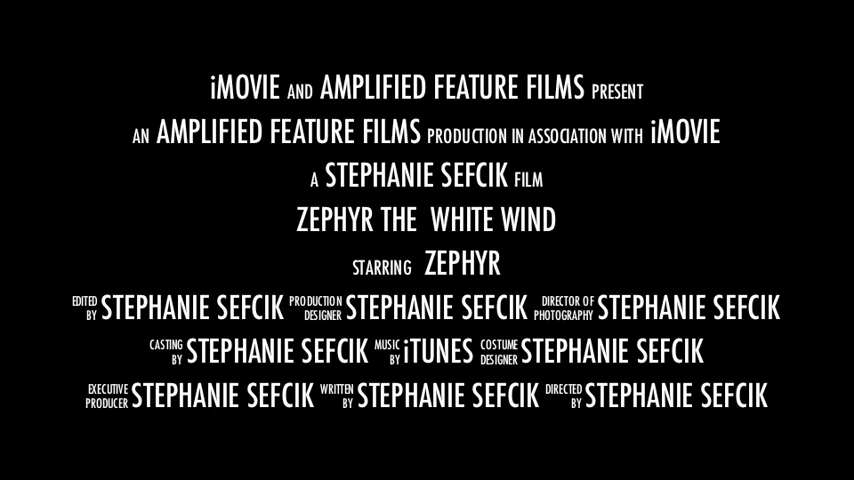 iMOVIE AND AMPLIFIED FEATURE FILMS PRESENT
AN AMPLIFIED FEATURE FILMS PRODUCTION IN ASSOCIATION WITH iMOVIE
A STEPHANIE SEFCIK FILM
ZEPHYR THE WHITE WIND
STARRING ZEPHYR
EDITED BY STEPHANIE SEFCIK PRODUCTION DESIGNER STEPHANIE SEFCIK DIRECTOR OF PHOTOGRAPHY STEPHANIE SEFCIK
CASTING BY STEPHANIE SEFCIK MUSIC BY iTUNES COSTUME DESIGNER STEPHANIE SEFCIK
EXECUTIVE PRODUCER STEPHANIE SEFCIK WRITTEN BY STEPHANIE SEFCIK DIRECTED BY STEPHANIE SEFCIK